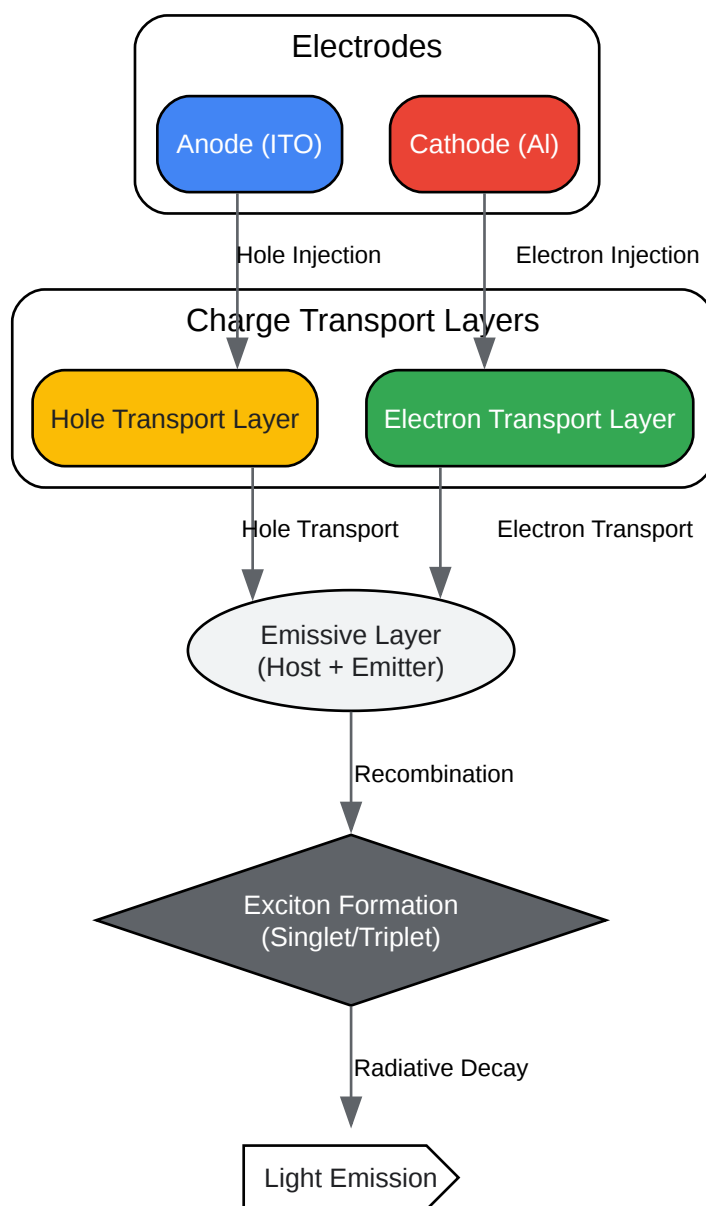 Electrodes
Anode (ITO)
Cathode (Al)
Hole Injection
Electron Injection
Charge Transport Layers
Hole Transport Layer
Electron Transport Layer
Hole Transport
Electron Transport
Emissive Layer
(Host + Emitter)
Recombination
Exciton Formation
(Singlet/Triplet)
Radiative Decay
Light Emission